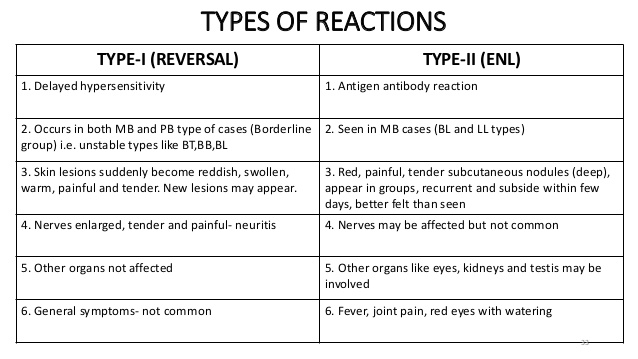 TYPES OF REACTIONS
TYPE-I (REVERSAL)
TYPE-II (ENL)
1. Delayed hypersensitivity
1. Antigen antibody reaction
2. Occurs in both MB and PB type of cases (Borderline
group) i.e. unstable types like BT,BB,BL
2. Seen in MB cases (BL and LL types)
3. Skin lesions suddenly become reddish, swollen,
warm, painful and tender. New lesions may appear.
3. Red, painful, tender subcutaneous nodules (deep),
appear in groups, recurrent and subside within few
days, better felt than seen
4. Nerves enlarged, tender and painful- neuritis
4. Nerves may be affected but not common
5. Other organs not affected
5. Other organs like eyes, kidneys and testis may be
involved
6. General symptoms- not common
6. Fever, joint pain, red eyes with watering